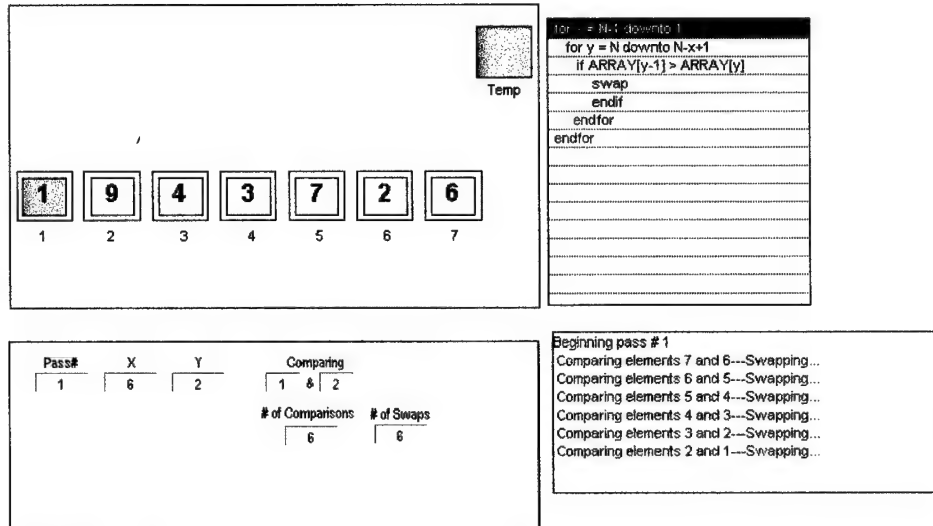 Temp
1 9 4 3 7 2 6
1 2 3 4 5 6 7
for = N-1 downto 1
for y = N downto N-x+1
if ARRAY[y-1] > ARRAY[y]
swap
endif
endfor
endfor
Pass# X Y Comparing
1 6 2 1 & 2
# of Comparisons # of Swaps
6 6
Beginning pass # 1
Comparing elements 7 and 6---Swapping...
Comparing elements 6 and 5---Swapping...
Comparing elements 5 and 4---Swapping...
Comparing elements 4 and 3---Swapping...
Comparing elements 3 and 2---Swapping...
Comparing elements 2 and 1---Swapping...